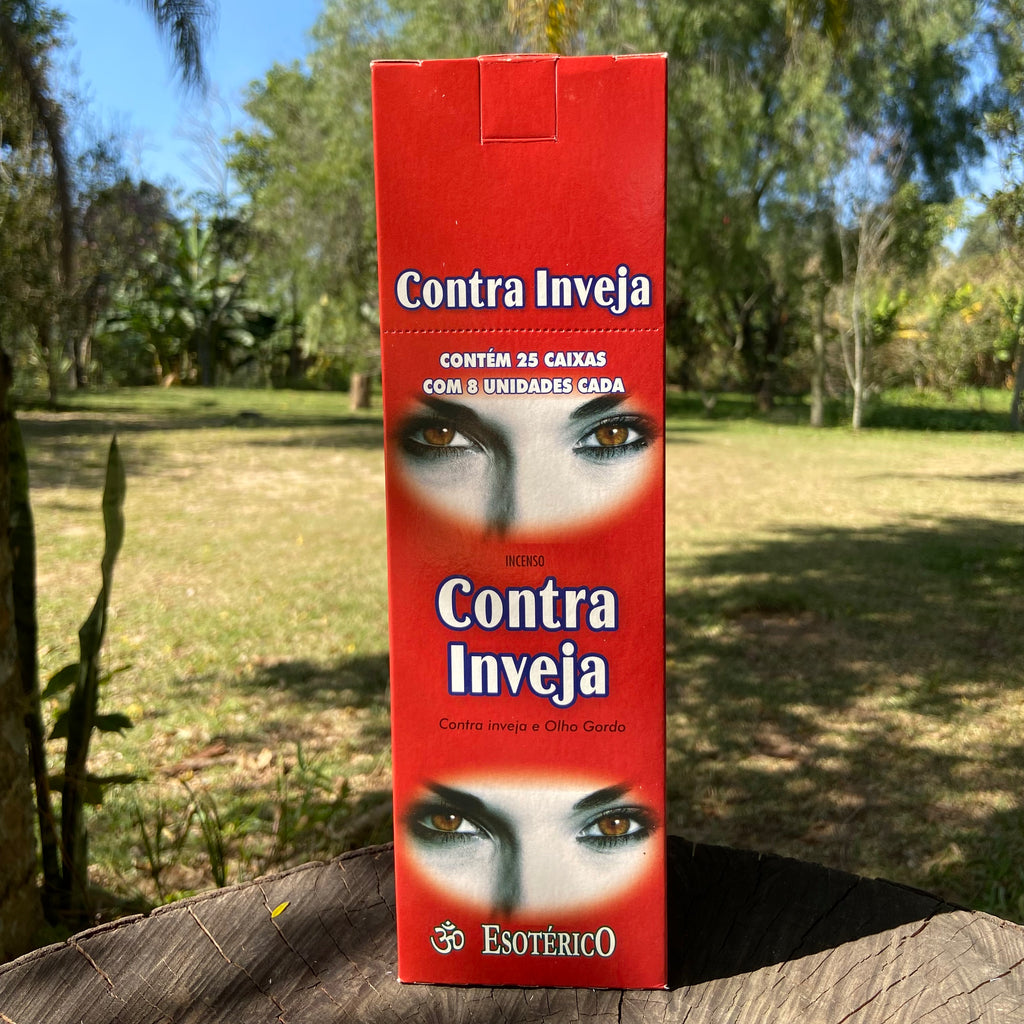 Contra Inveja
CONTÉM 25 CAIXAS
COM 8 UNIDADES CADA
INCENSO
Contra
Inveja
Contra inveja e Olho Gordo
ॐ ESOTÉRICO